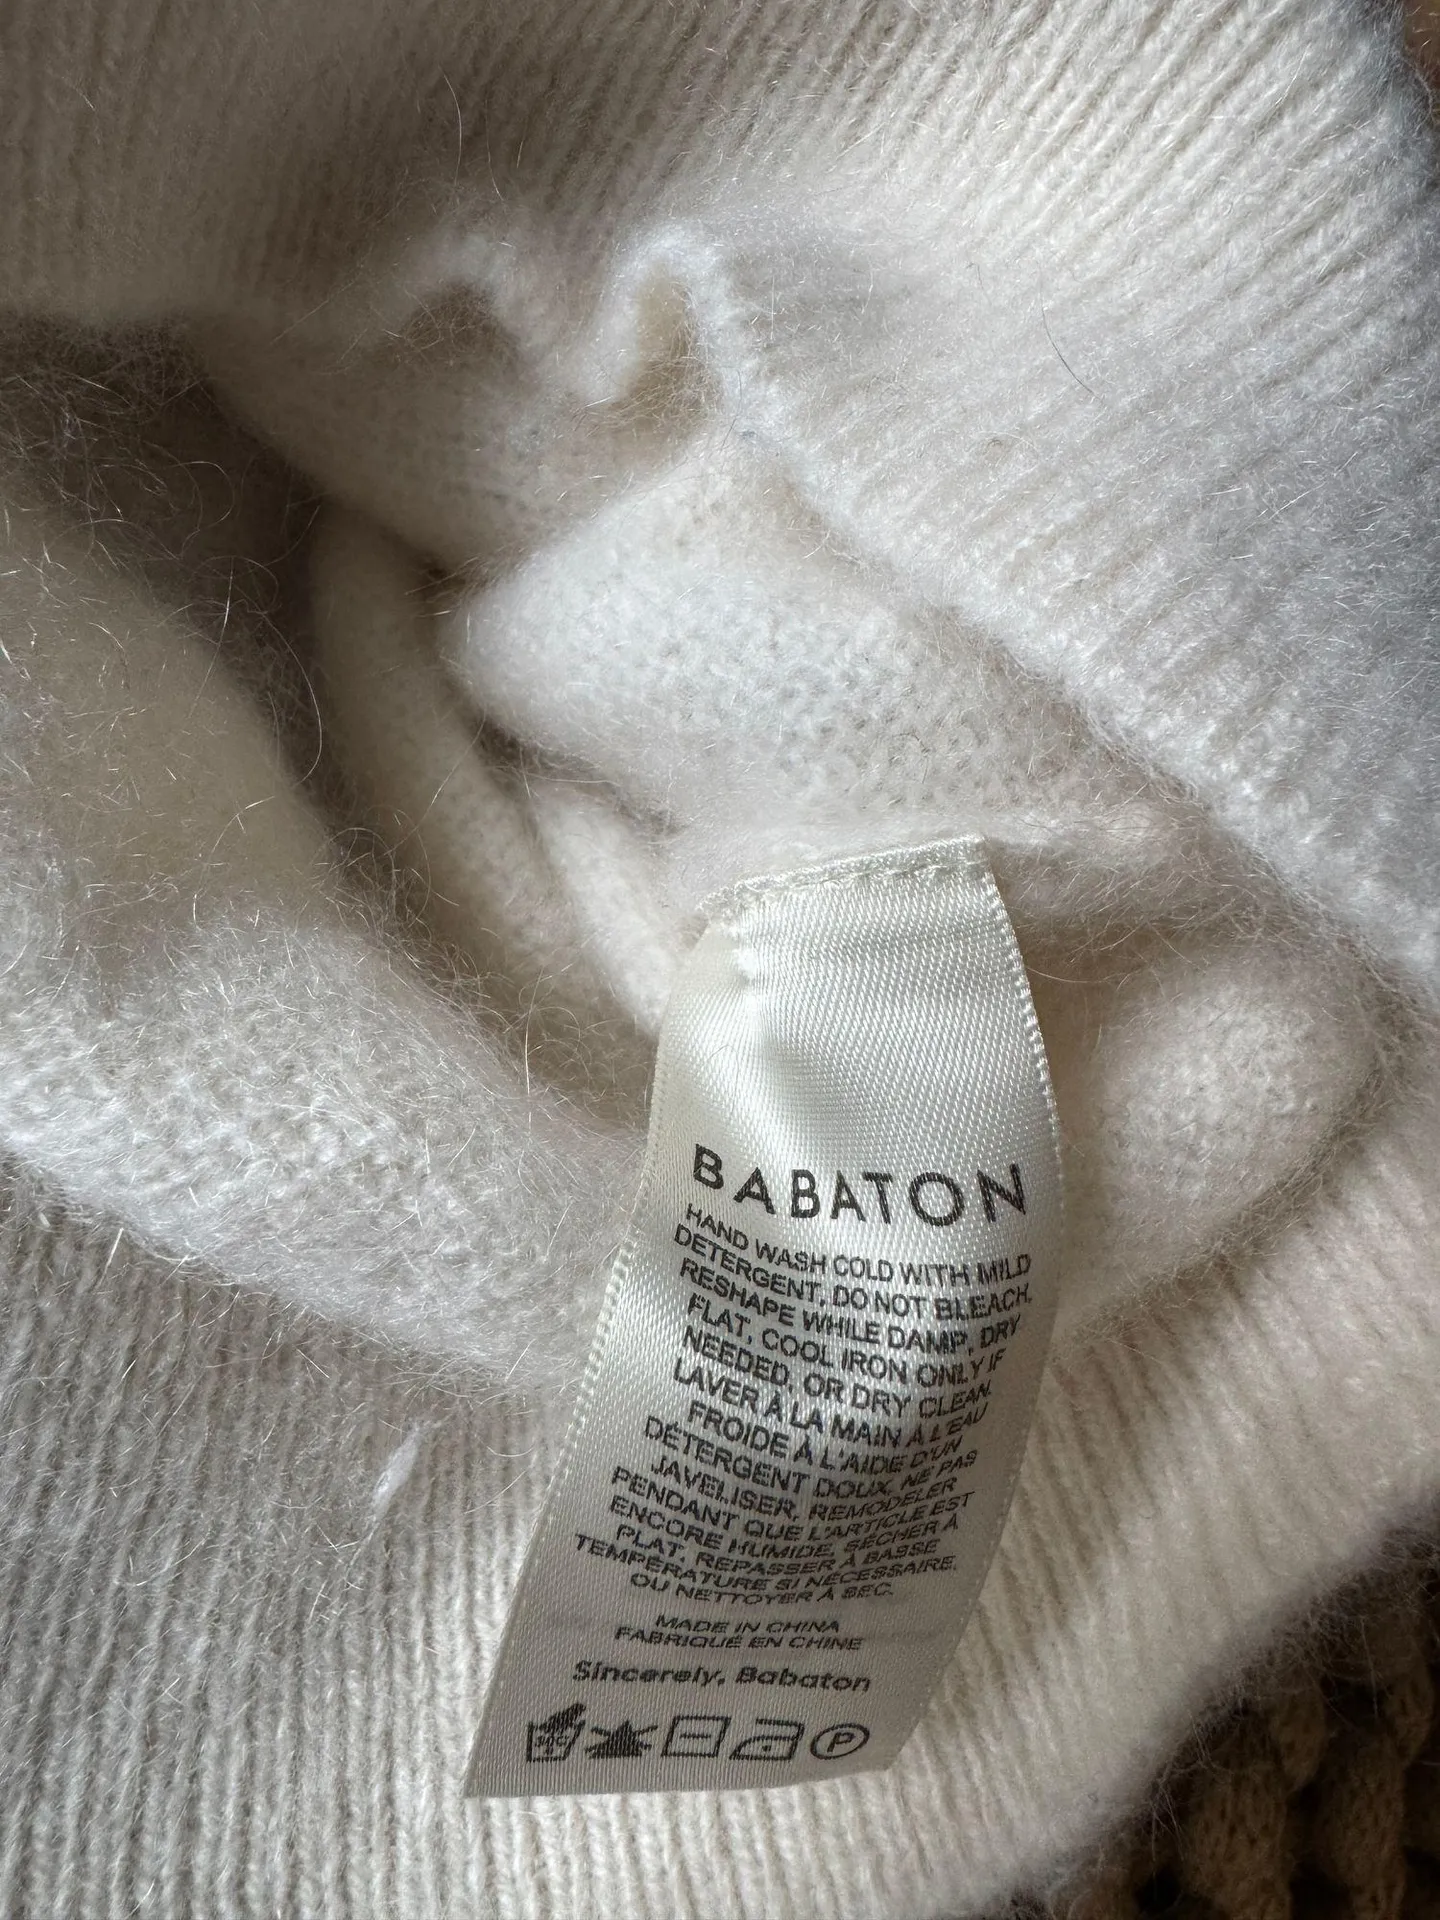 BABATON
HAND WASH COLD WITH MILD
DETERGENT, DO NOT BLEACH,
RESHAPE WHILE DAMP, DRY
FLAT, COOL IRON ONLY IF
NEEDED, OR DRY CLEAN.
LAVER À LA MAIN À L'EAU
FROIDE À L'AIDE D'UN
DÉTERGENT DOUX, NE PAS
JAVELISER, REMODELER
PENDANT QUE L'ARTICLE EST
ENCORE HUMIDE, SÉCHER À
PLAT, REPASSER À BASSE
TEMPÉRATURE SI NÉCESSAIRE,
OU NETTOYER À SEC.
MADE IN CHINA
FABRIQUÉ EN CHINE
Sincerely, Babaton
30C P